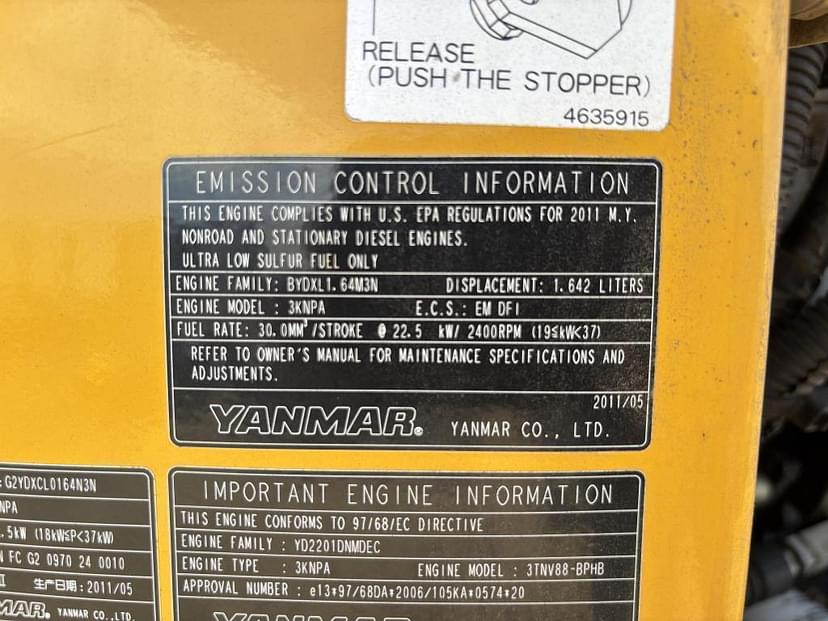 RELEASE
(PUSH THE STOPPER)
4635915
EMISSION CONTROL INFORMATION
THIS ENGINE COMPLIES WITH U.S. EPA REGULATIONS FOR 2011 M.Y.
NONROAD AND STATIONARY DIESEL ENGINES.
ULTRA LOW SULFUR FUEL ONLY
ENGINE FAMILY: BYDXL1.64M3N DISPLACEMENT: 1.642 LITERS
ENGINE MODEL : 3KNPA E.C.S.: EM DFI
FUEL RATE: 30.0MM³/STROKE @ 22.5 kW/ 2400RPM (19≦kW<37)
REFER TO OWNER'S MANUAL FOR MAINTENANCE SPECIFICATIONS AND
ADJUSTMENTS.
2011/05
YANMAR® YANMAR CO., LTD.
: G2YDXCL0164N3N
.5kW (18kW≦P<37kW)
FC G2 0970 24 0010
生产日期: 2011/05
YANMAR CO.,LTD.
IMPORTANT ENGINE INFORMATION
THIS ENGINE CONFORMS TO 97/68/EC DIRECTIVE
ENGINE FAMILY : YD2201DNMDEC
ENGINE TYPE : 3KNPA ENGINE MODEL : 3TNV88-BPHB
APPROVAL NUMBER : e13*97/68DA*2006/105KA*0574*20